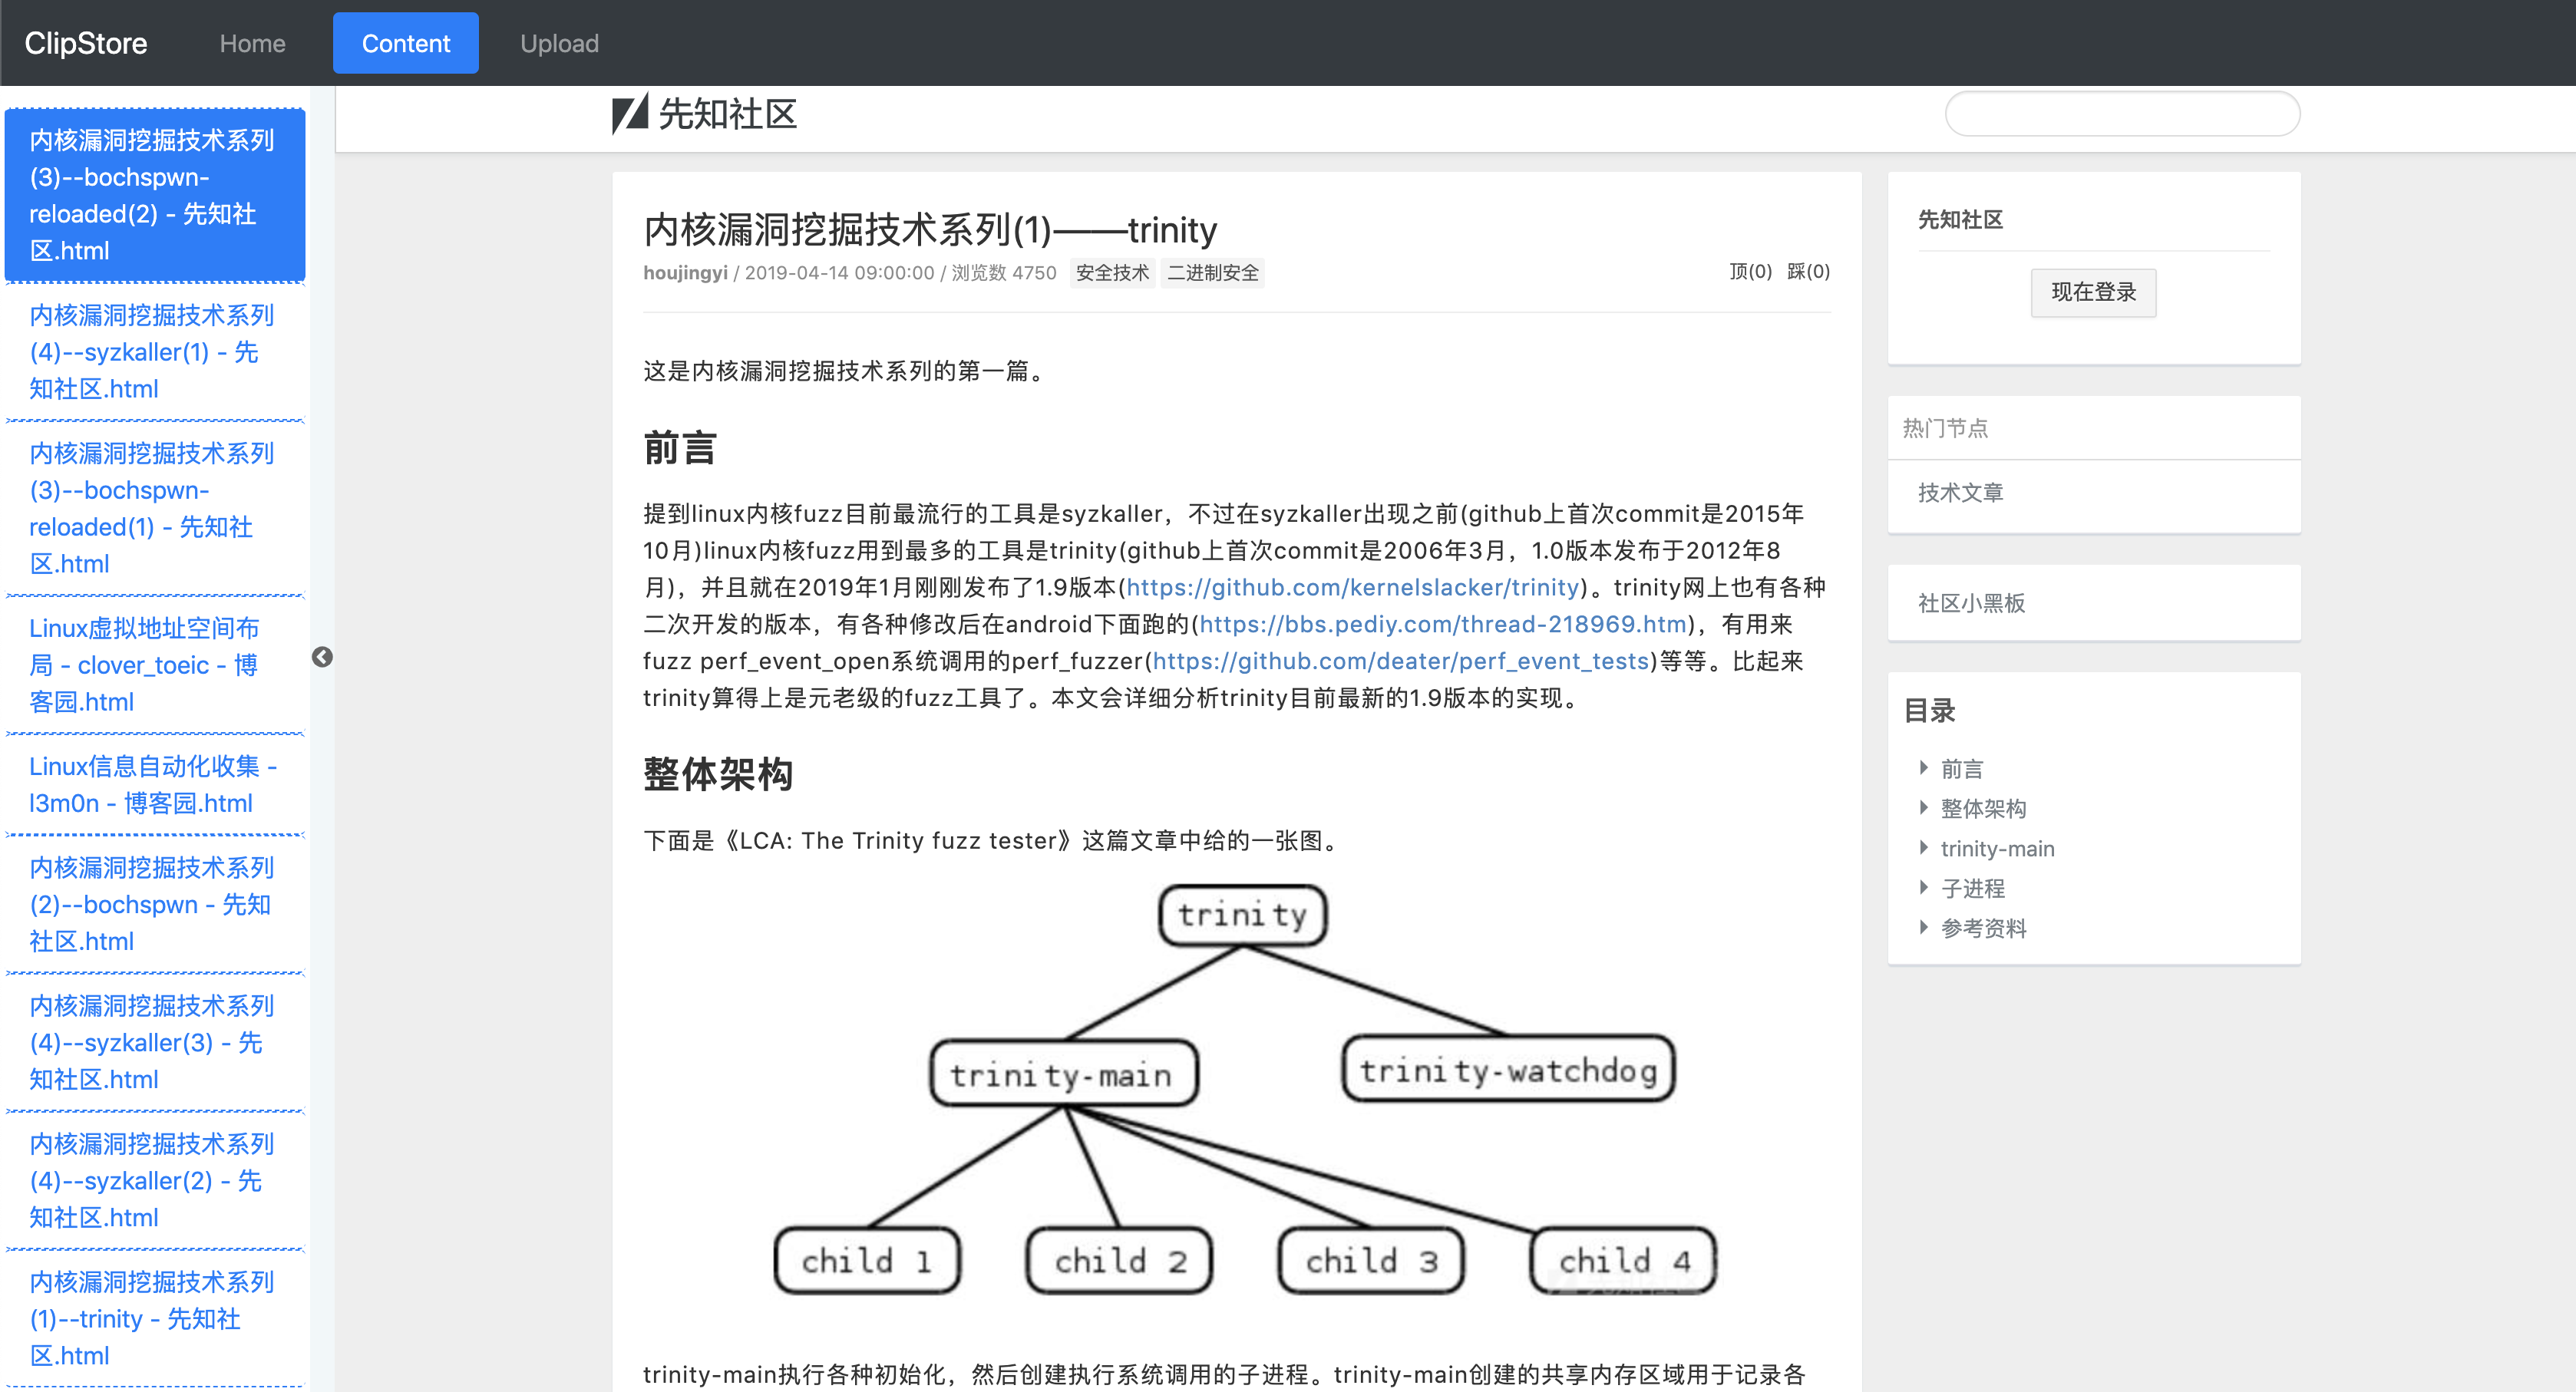 ClipStore
Home
Content
Upload
内核漏洞挖掘技术系列
(3)--bochspwn-
reloaded(2) - 先知社
区.html
内核漏洞挖掘技术系列
(4)--syzkaller(1) - 先
知社区.html
内核漏洞挖掘技术系列
(3)--bochspwn-
reloaded(1) - 先知社
区.html
Linux虚拟地址空间布
局 - clover_toeic - 博
客园.html
Linux信息自动化收集 -
l3m0n - 博客园.html
内核漏洞挖掘技术系列
(2)--bochspwn - 先知
社区.html
内核漏洞挖掘技术系列
(4)--syzkaller(3) - 先
知社区.html
内核漏洞挖掘技术系列
(4)--syzkaller(2) - 先
知社区.html
内核漏洞挖掘技术系列
(1)--trinity - 先知社
区.html
先知社区
内核漏洞挖掘技术系列(1)——trinity
houjingyi / 2019-04-14 09:00:00 / 浏览数 4750 安全技术 二进制安全 顶(0) 踩(0)
这是内核漏洞挖掘技术系列的第一篇。
前言
提到linux内核fuzz目前最流行的工具是syzkaller，不过在syzkaller出现之前(github上首次commit是2015年
10月)linux内核fuzz用到最多的工具是trinity(github上首次commit是2006年3月，1.0版本发布于2012年8
月)，并且就在2019年1月刚刚发布了1.9版本(https://github.com/kernelslacker/trinity)。trinity网上也有各种
二次开发的版本，有各种修改后在android下面跑的(https://bbs.pediy.com/thread-218969.htm)，有用来
fuzz perf_event_open系统调用的perf_fuzzer(https://github.com/deater/perf_event_tests)等等。比起来
trinity算得上是元老级的fuzz工具了。本文会详细分析trinity目前最新的1.9版本的实现。
整体架构
下面是《LCA: The Trinity fuzz tester》这篇文章中给的一张图。
trinity
trinity-main
trinity-watchdog
child 1
child 2
child 3
child 4
trinity-main执行各种初始化，然后创建执行系统调用的子进程。trinity-main创建的共享内存区域用于记录各
先知社区
现在登录
热门节点
技术文章
社区小黑板
目录
前言
整体架构
trinity-main
子进程
参考资料